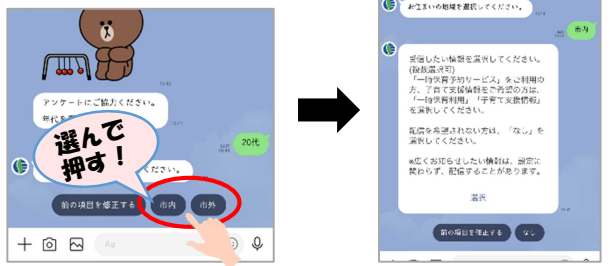 アンケートにご協力ください。
年代を
20代
ください。
選んで
押す！
前の項目を修正する
市内
市外
Aa
お住まいの地域を選択してください。
市内
受信したい情報を選択してください。
(複数選択可)
「一時保育予約サービス」をご利用の
方、子育て支援情報をご希望の方は、
「一時保育利用」「子育て支援情報」
を選択してください。
配信を希望されない方は、「なし」を
選択してください。
※広くお知らせしたい情報は、設定に
関わらず、配信することがあります。
選択
前の項目を修正する
なし